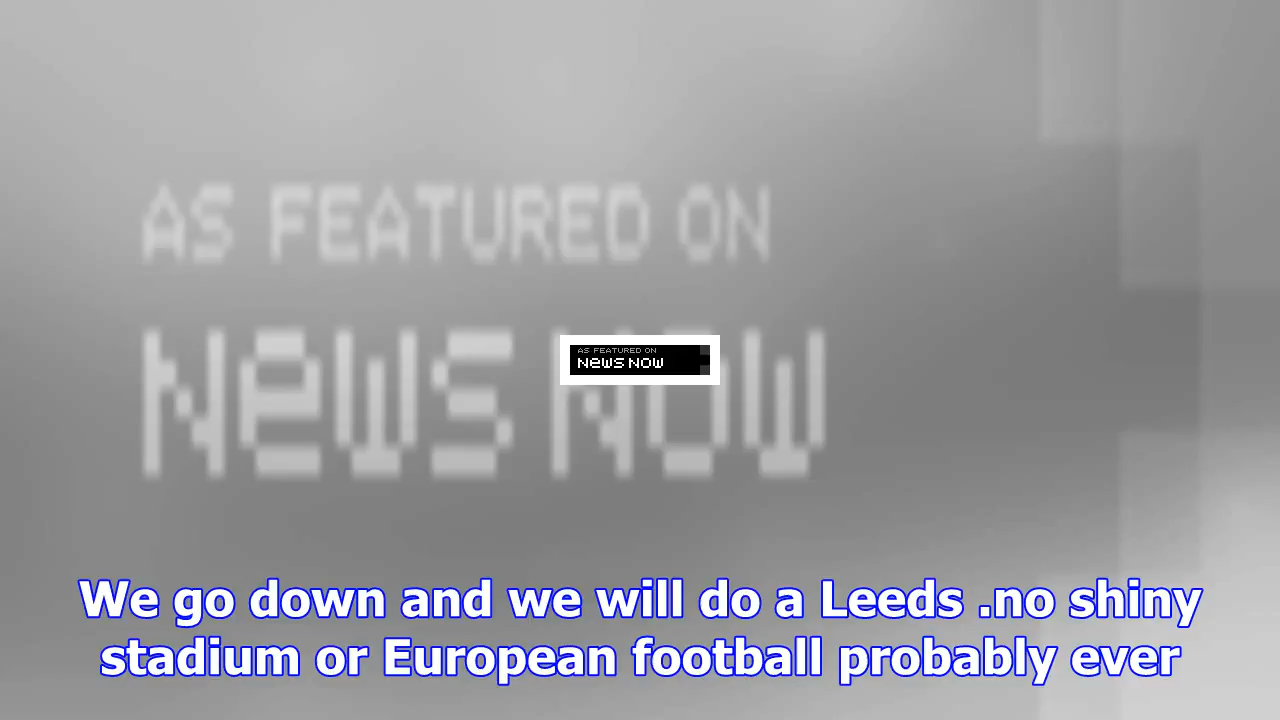 AS FEATURED ON
NeWS NOW
AS FEATURED ON
NeWS NOW
We go down and we will do a Leeds .no shiny
stadium or European football probably ever